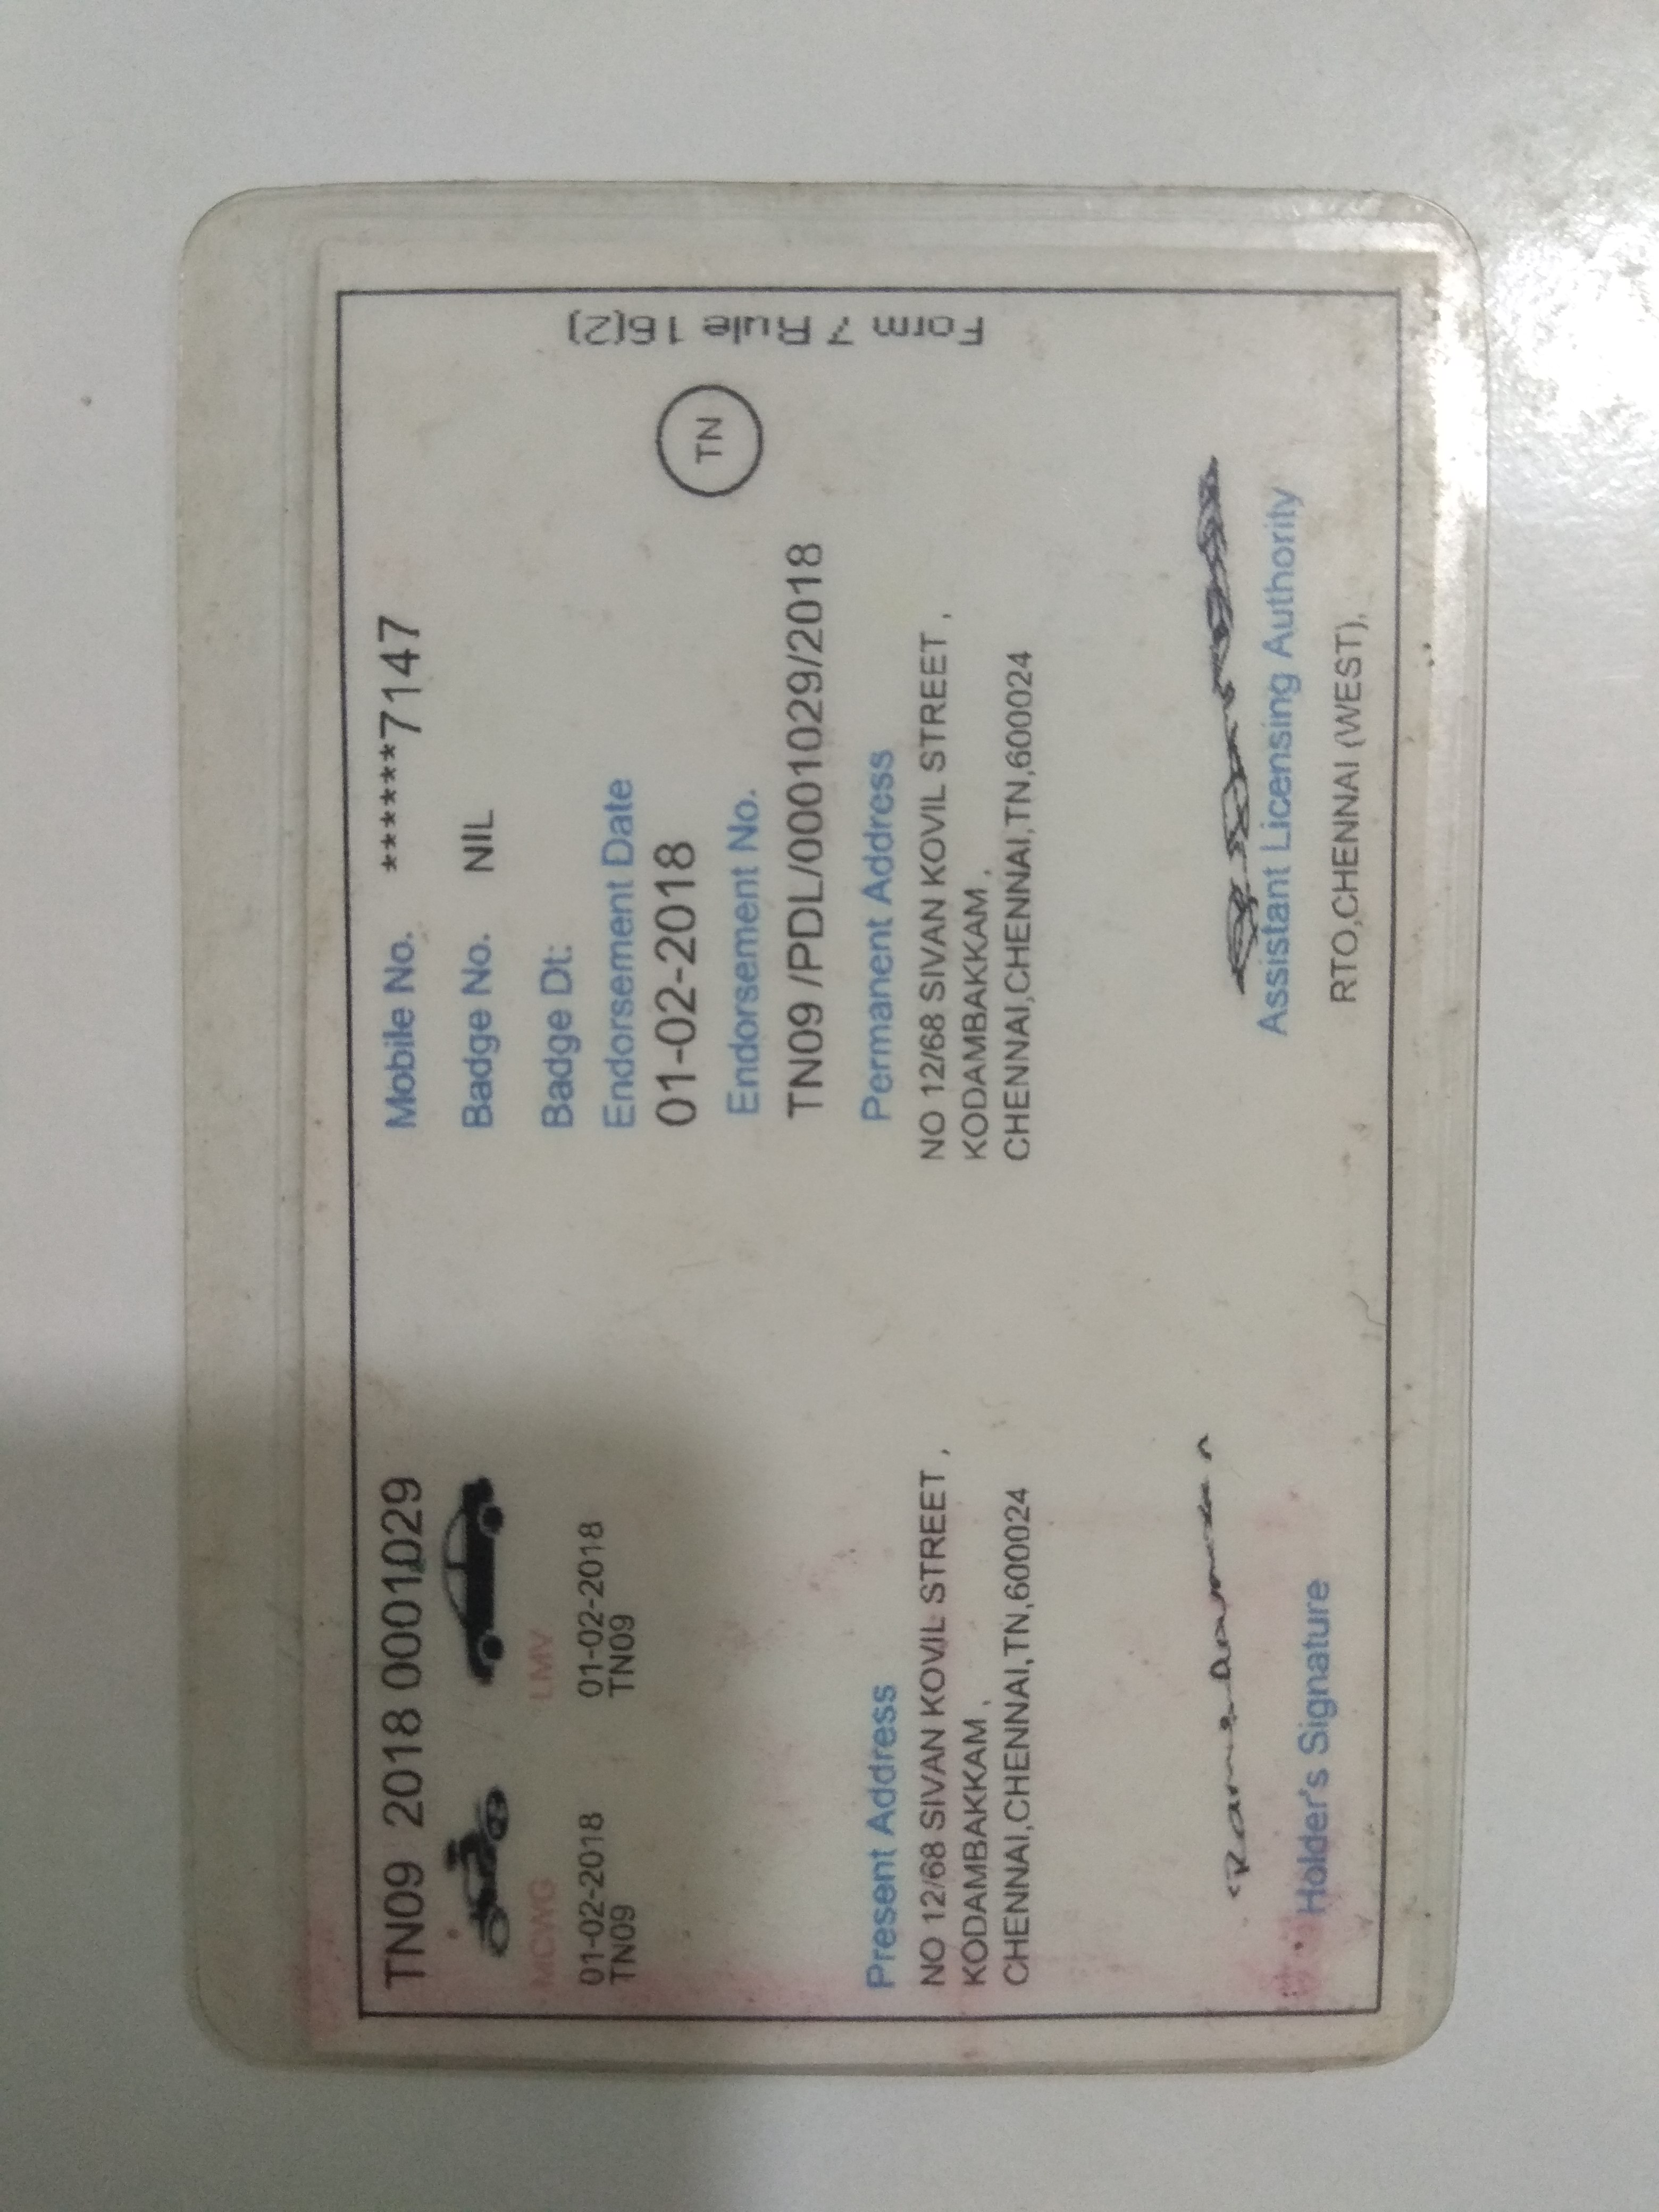 TN09 2018 0001029
Mobile No. ******7147
Badge No. NIL
MCWG LMV
Badge Dt:
01-02-2018 01-02-2018
TN09 TN09
Endorsement Date
01-02-2018
TN
Endorsement No.
TN09 /PDL/0001029/2018
Form 7 Rule 16(2)
Present Address
NO 12/68 SIVAN KOVIL STREET ,
KODAMBAKKAM ,
CHENNAI,CHENNAI,TN,600024
Permanent Address
NO 12/68 SIVAN KOVIL STREET ,
KODAMBAKKAM ,
CHENNAI,CHENNAI,TN,600024
Holder's Signature
Assistant Licensing Authority
RTO,CHENNAI (WEST),